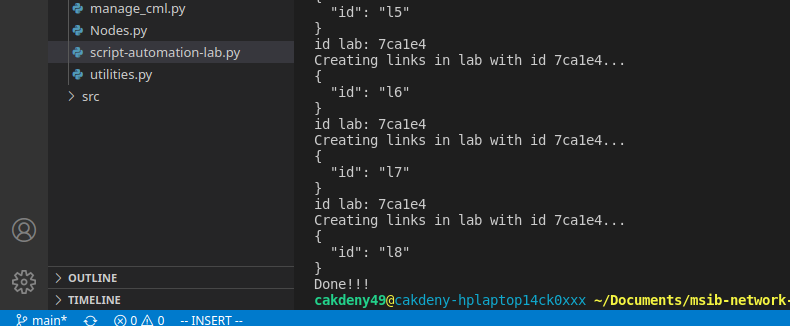 manage_cml.py
Nodes.py
script-automation-lab.py
utilities.py
src
OUTLINE
TIMELINE
{
"id": "l5"
}
id lab: 7ca1e4
Creating links in lab with id 7ca1e4...
{
"id": "l6"
}
id lab: 7ca1e4
Creating links in lab with id 7ca1e4...
{
"id": "l7"
}
id lab: 7ca1e4
Creating links in lab with id 7ca1e4...
{
"id": "l8"
}
Done!!!
cakdeny49@cakdeny-hplaptop14ck0xxx ~/Documents/msib-network-
main* 0 0 -- INSERT --